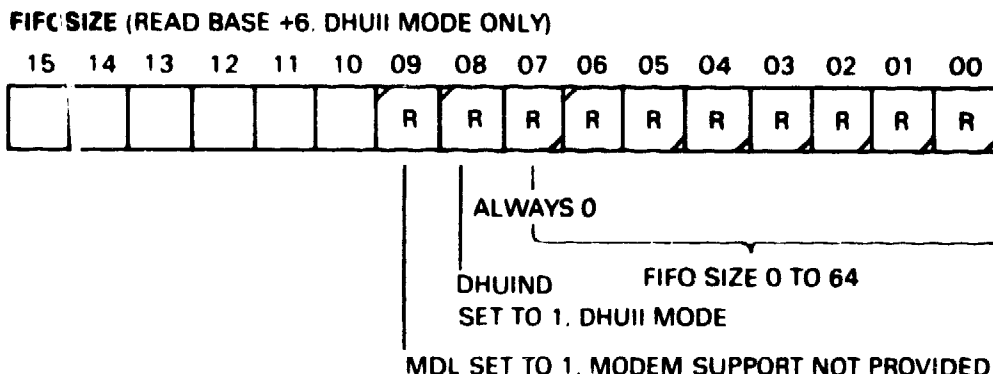 FIFO SIZE (READ BASE +6. DHUII MODE ONLY)
15 14 13 12 11 10 09 08 07 06 05 04 03 02 01 00
R R R R R R R R R R
ALWAYS 0
FIFO SIZE 0 TO 64
DHUIND
SET TO 1. DHUII MODE
MDL SET TO 1. MODEM SUPPORT NOT PROVIDED